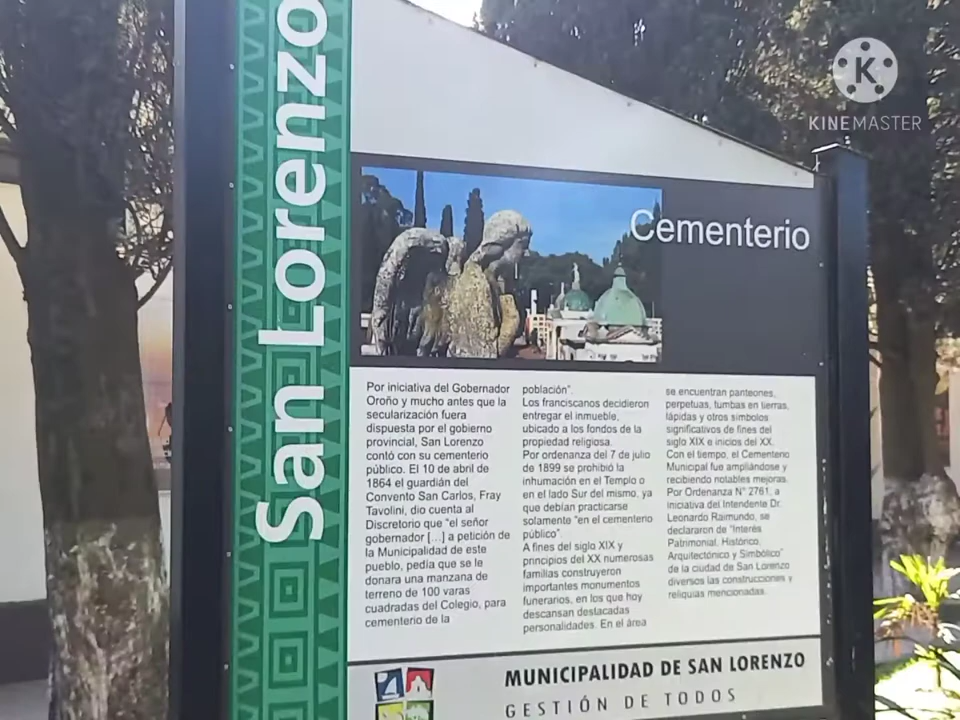 San Lorenzo
KINEMASTER
Cementerio
Por iniciativa del Gobernador
Oroño y mucho antes que la
secularización fuera
dispuesta por el gobierno
provincial, San Lorenzo
contó con su cementerio
público. El 10 de abril de
1864 el guardián del
Convento San Carlos, Fray
Tavolini, dio cuenta al
Discretorio que "el señor
gobernador [...] a petición de
la Municipalidad de este
pueblo, pedía que se le
donara una manzana de
terreno de 100 varas
cuadradas del Colegio, para
cementerio de la
población".
Los franciscanos decidieron
entregar el inmueble,
ubicado a los fondos de la
propiedad religiosa.
Por ordenanza del 7 de julio
de 1899 se prohibió la
inhumación en el Templo o
en el lado Sur del mismo, ya
que debían practicarse
solamente "en el cementerio
público".
A fines del siglo XIX y
principios del XX numerosas
familias construyeron
importantes monumentos
funerarios, en los que hoy
descansan destacadas
personalidades. En el área
se encuentran panteones,
perpetuas, tumbas en tierras,
lápidas y otros símbolos
significativos de fines del
siglo XIX e inicios del XX.
Con el tiempo, el Cementerio
Municipal fue ampliándose y
recibiendo notables mejoras.
Por Ordenanza N° 2761, a
iniciativa del Intendente Dr.
Leonardo Raimundo, se
declararon de "Interés
Patrimonial, Histórico,
Arquitectónico y Simbólico"
de la ciudad de San Lorenzo
diversos las construcciones y
reliquias mencionadas.
MUNICIPALIDAD DE SAN LORENZO
GESTIÓN DE TODOS